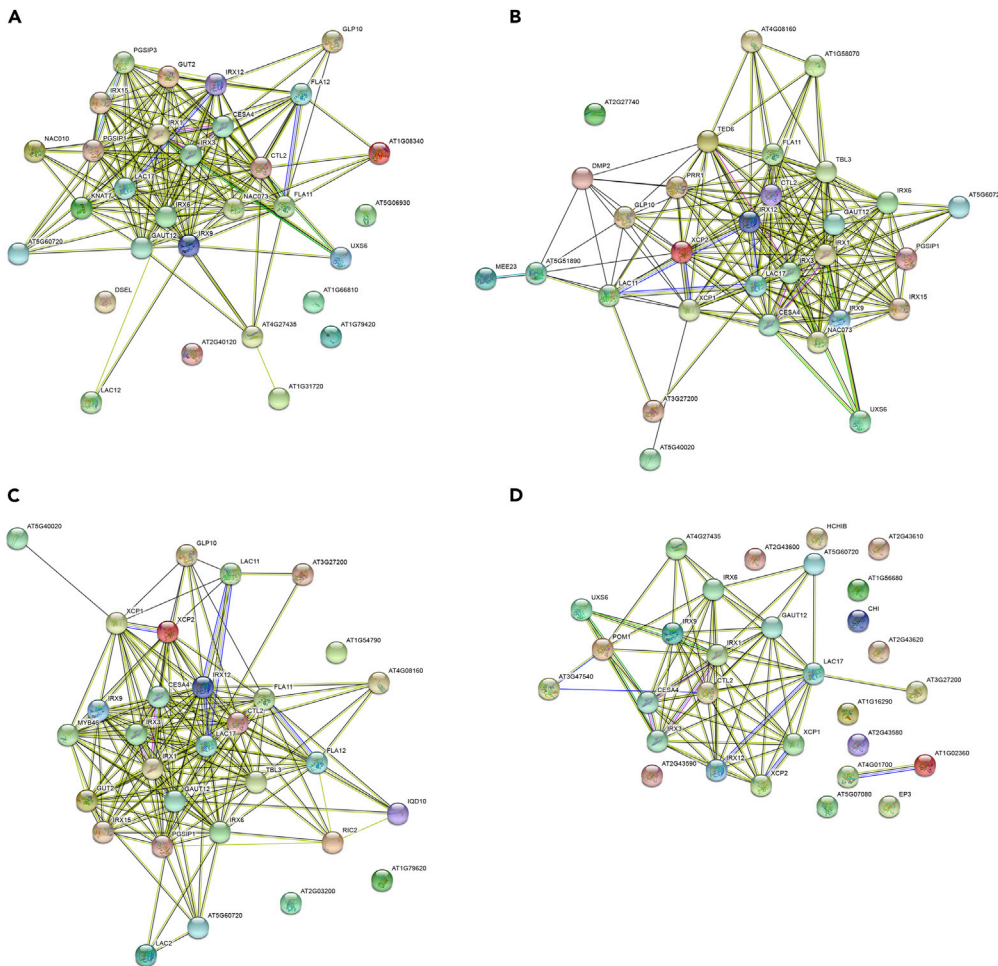 A
GLP10
PGSIP3
GUT2
IRX12
FLA12
IRX15
CESA4
IRX1
NAC010
PGSIP1
IRX3
AT1G08340
CTL2
LAC17
KNAT7
IRX6
NAC073
FLA11
AT5G06930
AT5G60720
GAUT12
IRX9
UXS6
DSEL
AT1G66810
AT4G27438
AT1G79420
AT2G40120
LAC12
AT1G31720
B
AT4G08160
AT1G58070
AT2G27740
TED6
FLA11
TBL3
DMP2
PRR1
CTL2
IRX6
AT5G6072
GLP10
IRX12
GAUT12
XCP2
IRX1
PGSIP1
MEE23
AT5G51890
IRX3
LAC17
LAC11
XCP1
IRX15
CESA4
IRX9
NAC073
AT3G27200
UXS6
AT5G40020
C
AT5G40020
GLP10
LAC11
AT3G27200
XCP1
XCP2
AT1G54790
IRX12
AT4G08160
CESA4
FLA11
IRX9
CTL2
MYB46
IRX3
LAC17
FLA12
IRX1
TBL3
GUT2
GAUT12
IQD10
IRX15
PGSIP1
IRX6
RIC2
AT1G79620
AT2G03200
AT5G60720
LAC2
D
HCHIB
AT4G27435
AT2G43600
AT5G60720
AT2G43610
IRX6
AT1G56680
UXS6
IRX9
GAUT12
CHI
POM1
IRX1
AT2G43620
LAC17
AT3G47540
CTL2
AT3G27200
CESA4
AT1G16290
IRX3
XCP1
AT2G43580
AT2G43590
IRX12
XCP2
AT4G01700
AT1G02360
AT5G07080
EP3